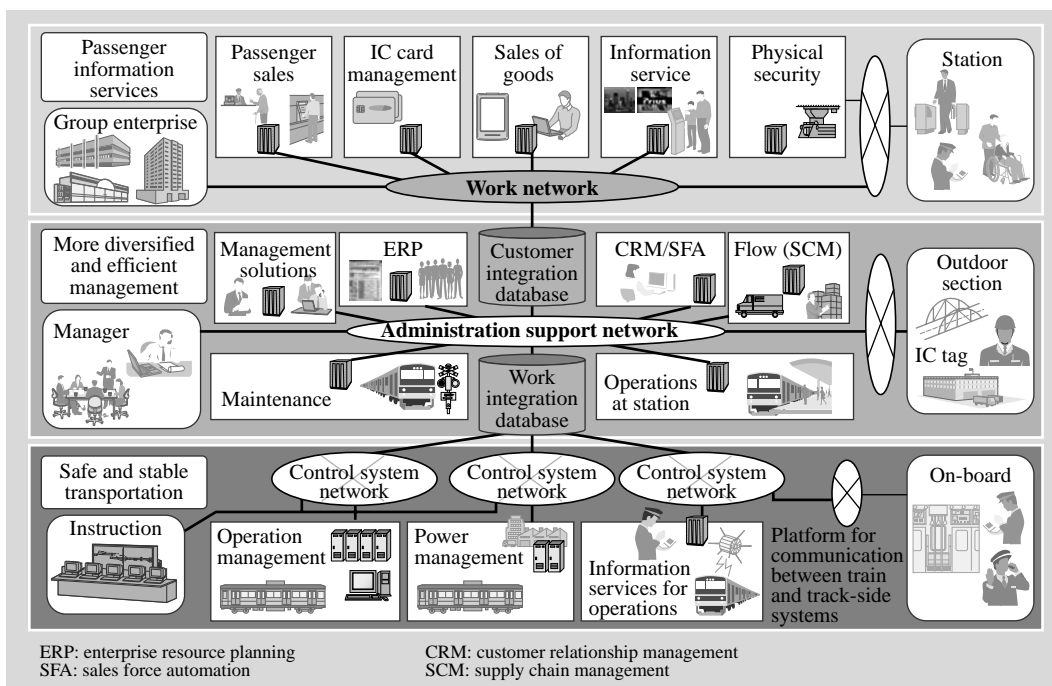 Passenger
information
services
Group enterprise
Passenger
sales
IC card
management
Sales of
goods
Information
service
Physical
security
Station
Work network
More diversified
and efficient
management
Manager
Management
solutions
ERP
Customer
integration
database
CRM/SFA
Flow (SCM)
Outdoor
section
IC tag
Administration support network
Maintenance
Work
integration
database
Operations
at station
Safe and stable
transportation
Instruction
Control system
network
Control system
network
Control system
network
On-board
Operation
management
Power
management
Information
services for
operations
Platform for
communication
between train
and track-side
systems
ERP: enterprise resource planning
SFA: sales force automation
CRM: customer relationship management
SCM: supply chain management